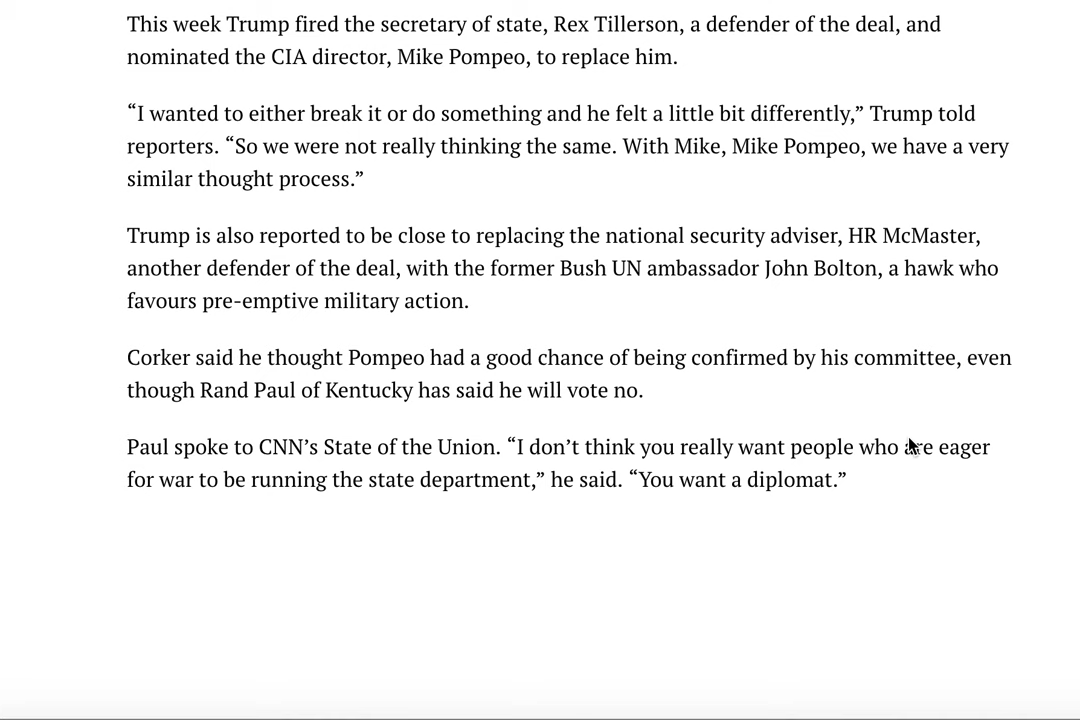 This week Trump fired the secretary of state, Rex Tillerson, a defender of the deal, and
nominated the CIA director, Mike Pompeo, to replace him.
“I wanted to either break it or do something and he felt a little bit differently,” Trump told
reporters. “So we were not really thinking the same. With Mike, Mike Pompeo, we have a very
similar thought process.”
Trump is also reported to be close to replacing the national security adviser, HR McMaster,
another defender of the deal, with the former Bush UN ambassador John Bolton, a hawk who
favours pre-emptive military action.
Corker said he thought Pompeo had a good chance of being confirmed by his committee, even
though Rand Paul of Kentucky has said he will vote no.
Paul spoke to CNN’s State of the Union. “I don’t think you really want people who are eager
for war to be running the state department,” he said. “You want a diplomat.”